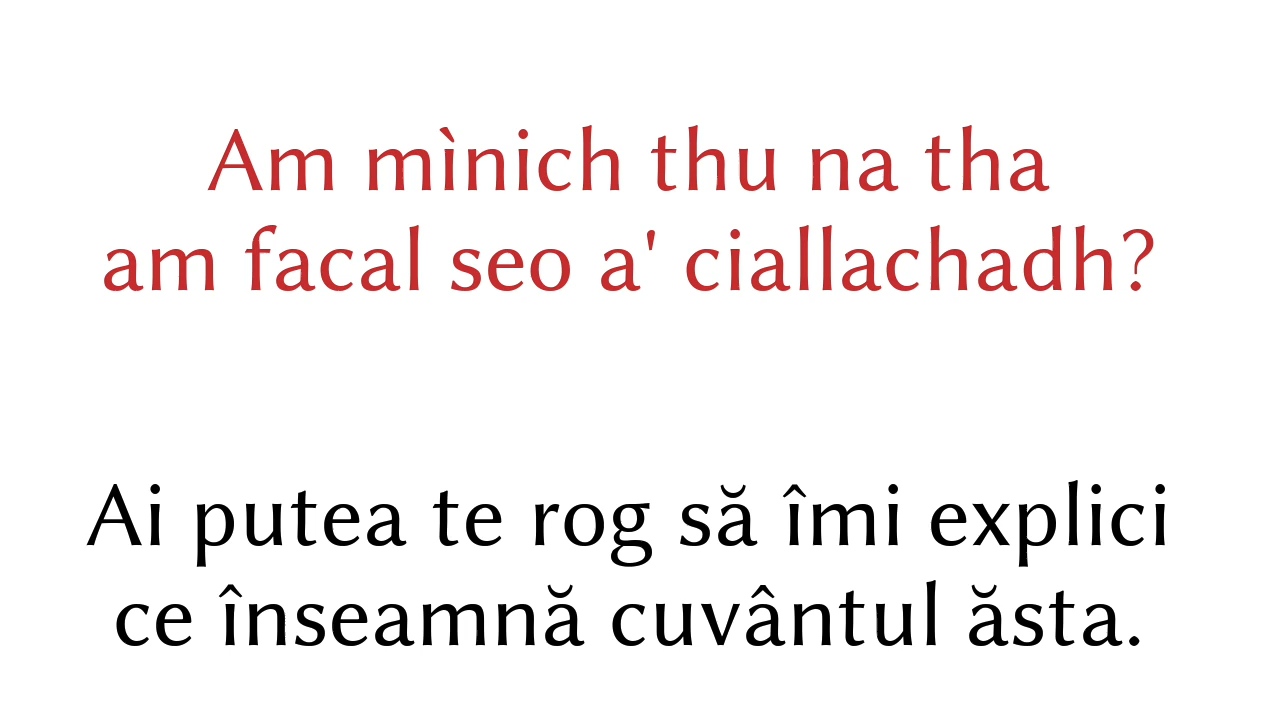 Am mìnich thu na tha
am facal seo a' ciallachadh?
Ai putea te rog să îmi explici
ce înseamnă cuvântul ăsta.